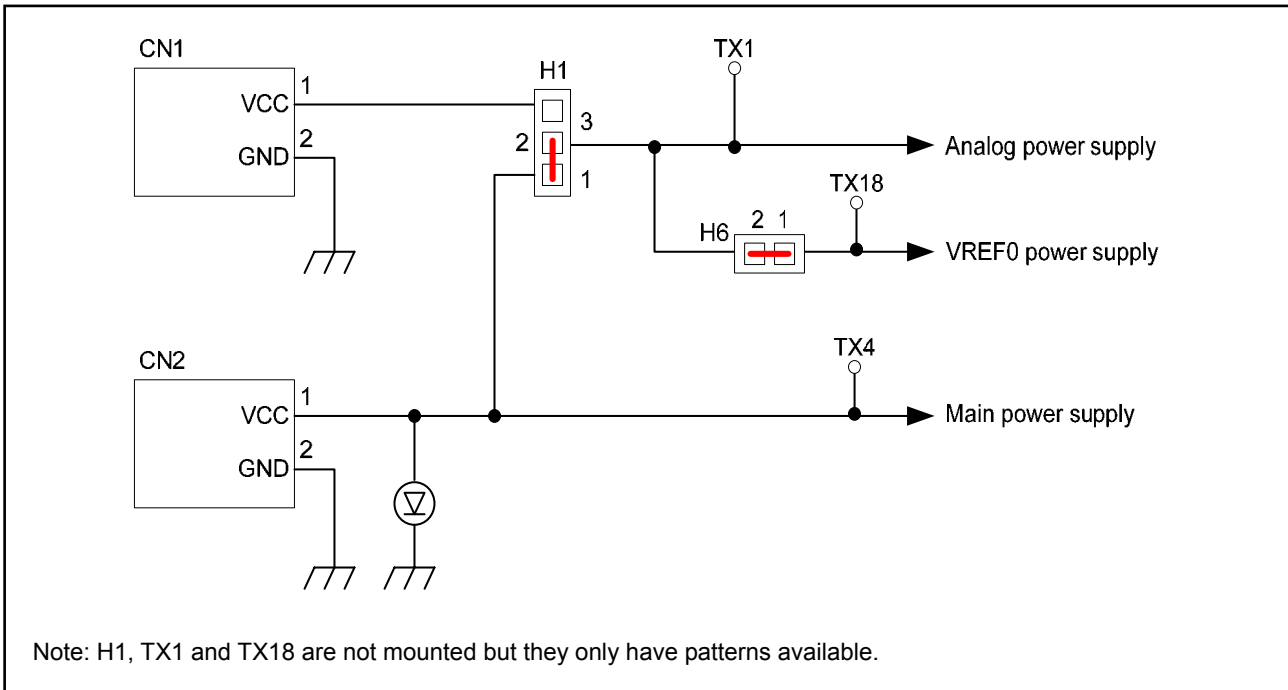 CN1
TX1
H1
1
VCC
3
2
2
GND
Analog power supply
1
TX18
H6
2 1
VREF0 power supply
CN2
TX4
1
VCC
Main power supply
2
GND
Note: H1, TX1 and TX18 are not mounted but they only have patterns available.